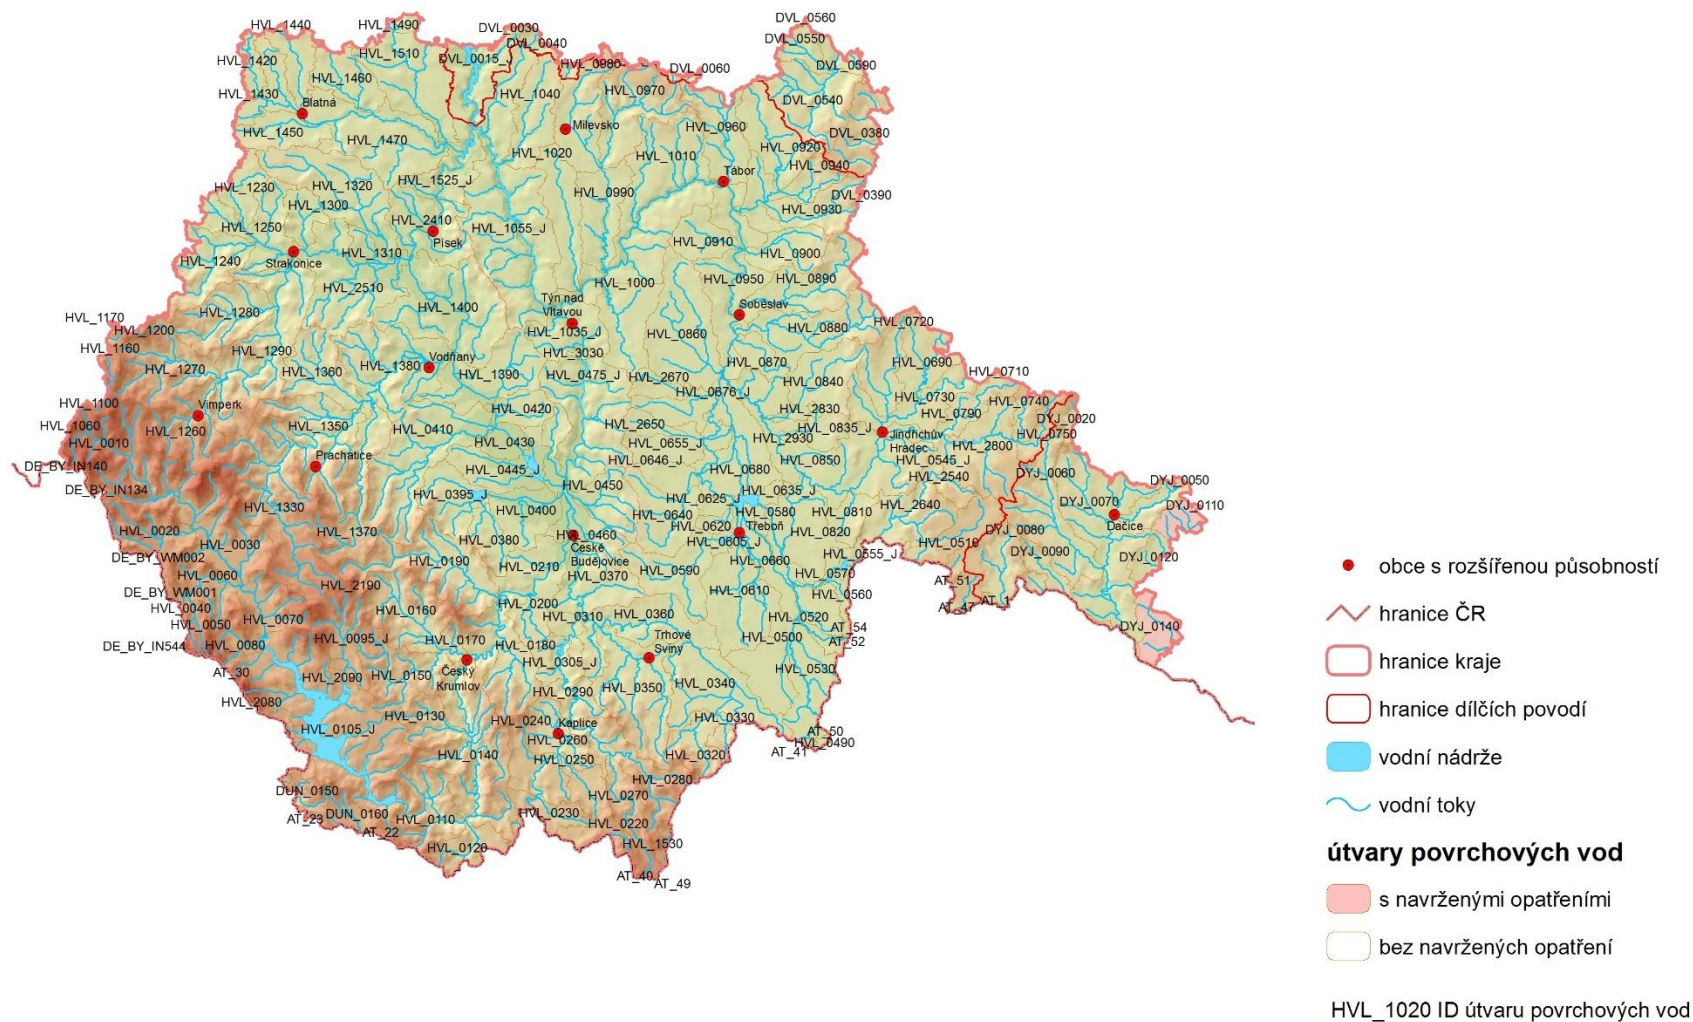 HVL_1440
HVL_1490
DVL_0030
DVL_0560
DVL_0040
DVL_0550
HVL_1420
HVL_1510
DVL_0015_J
HVL_0980
DVL_0060
DVL_0590
HVL_1460
HVL_1430
HVL_1040
HVL_0970
DVL_0540
Blatná
HVL_1450
HVL_1470
Milevsko
HVL_0960
DVL_0380
HVL_1020
HVL_1010
HVL_0920
HVL_0940
Tábor
HVL_1230
HVL_1320
HVL_1525_J
HVL_0990
DVL_0390
HVL_1300
HVL_0930
HVL_1250
HVL_2410
HVL_1055_J
Písek
HVL_0910
HVL_1240
Strakonice
HVL_1310
HVL_0900
HVL_1000
HVL_0950
HVL_0890
HVL_2510
HVL_1280
HVL_1400
Týn nad
Vltavou
Soběslav
HVL_1170
HVL_1200
HVL_1035_J
HVL_0860
HVL_0880
HVL_0720
HVL_1160
HVL_1290
HVL_3030
HVL_1270
HVL_1360
HVL_1380
Vodňany
HVL_1390
HVL_0475_J
HVL_2670
HVL_0870
HVL_0690
HVL_0710
HVL_0840
HVL_0676_J
HVL_1100
Vimperk
HVL_0420
HVL_0730
HVL_0740
HVL_1060
HVL_1260
HVL_1350
HVL_0410
HVL_2650
HVL_2830
HVL_0790
DYJ_0020
HVL_0010
HVL_0430
HVL_0655_J
HVL_2930
HVL_0835_J
Jindřichův
Hradec
HVL_2800
HVL_0750
DE_BY_IN140
Prachatice
HVL_0445_J
HVL_0646_J
HVL_0680
HVL_0850
HVL_0545_J
HVL_2540
DYJ_0060
DE_BY_IN134
HVL_0395_J
HVL_0450
HVL_0625_J
HVL_0635_J
DYJ_0050
HVL_1330
HVL_0400
HVL_0640
HVL_0580
HVL_0810
HVL_2640
DYJ_0070
DYJ_0110
HVL_0020
HVL_1370
HVL_0380
HVL_0460
HVL_0620
Třeboň
HVL_0820
DYJ_0080
Dačice
HVL_0030
České
Budějovice
HVL_0605_J
HVL_0510
DYJ_0090
DYJ_0120
DE_BY_WM002
HVL_0190
HVL_0210
HVL_0370
HVL_0590
HVL_0660
HVL_0555_J
HVL_0060
HVL_2190
HVL_0610
HVL_0570
AT_51
DE_BY_WM001
HVL_0160
HVL_0200
HVL_0560
AT_47
AT_1
HVL_0040
HVL_0050
HVL_0070
HVL_0310
HVL_0360
HVL_0520
AT_54
DYJ_0140
DE_BY_IN544
HVL_0080
HVL_0095_J
HVL_0170
HVL_0180
Trhové
Sviny
HVL_0500
AT_52
HVL_0305_J
AT_30
HVL_2090
HVL_0150
Český
Krumlov
HVL_0290
HVL_0350
HVL_0340
HVL_0530
HVL_2080
HVL_0130
HVL_0240
Kaplice
HVL_0330
HVL_0105_J
HVL_0260
AT_50
HVL_0490
AT_41
HVL_0140
HVL_0250
HVL_0320
HVL_0280
DUN_0150
HVL_0270
DUN_0160
AT_23
AT_22
HVL_0110
HVL_0230
HVL_0220
HVL_0120
HVL_1530
AT_40
AT_49
obce s rozšířenou působností
hranice ČR
hranice kraje
hranice dílčích povodí
vodní nádrže
vodní toky
útvary povrchových vod
s navrženými opatřeními
bez navržených opatření
HVL_1020 ID útvaru povrchových vod